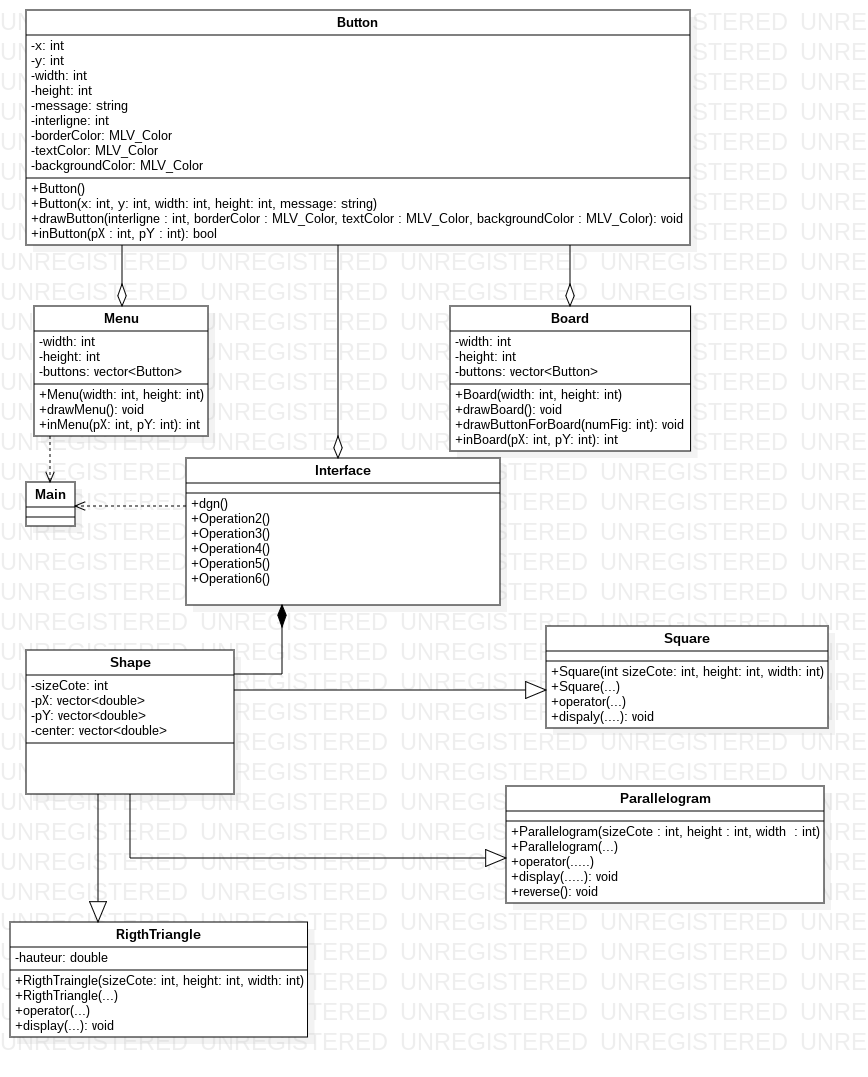 Button
-x: int
-y: int
-width: int
-height: int
-message: string
-interligne: int
-borderColor: MLV_Color
-textColor: MLV_Color
-backgroundColor: MLV_Color
+Button()
+Button(x: int, y: int, width: int, height: int, message: string)
+drawButton(interligne : int, borderColor : MLV_Color, textColor : MLV_Color, backgroundColor : MLV_Color): void
+inButton(pX : int, pY : int): bool
Menu
-width: int
-height: int
-buttons: vector<Button>
+Menu(width: int, height: int)
+drawMenu(): void
+inMenu(pX: int, pY: int): int
Board
-width: int
-height: int
-buttons: vector<Button>
+Board(width: int, height: int)
+drawBoard(): void
+drawButtonForBoard(numFig: int): void
+inBoard(pX: int, pY: int): int
Main
Interface
+dgn()
+Operation2()
+Operation3()
+Operation4()
+Operation5()
+Operation6()
Shape
-sizeCote: int
-pX: vector<double>
-pY: vector<double>
-center: vector<double>
Square
+Square(int sizeCote: int, height: int, width: int)
+Square(...)
+operator(...)
+dispaly(....): void
Parallelogram
+Parallelogram(sizeCote : int, height : int, width : int)
+Parallelogram(...)
+operator(.....)
+display(.....): void
+reverse(): void
RigthTriangle
-hauteur: double
+RigthTraingle(sizeCote: int, height: int, width: int)
+RigthTriangle(...)
+operator(...)
+display(...): void
UNREGISTERED